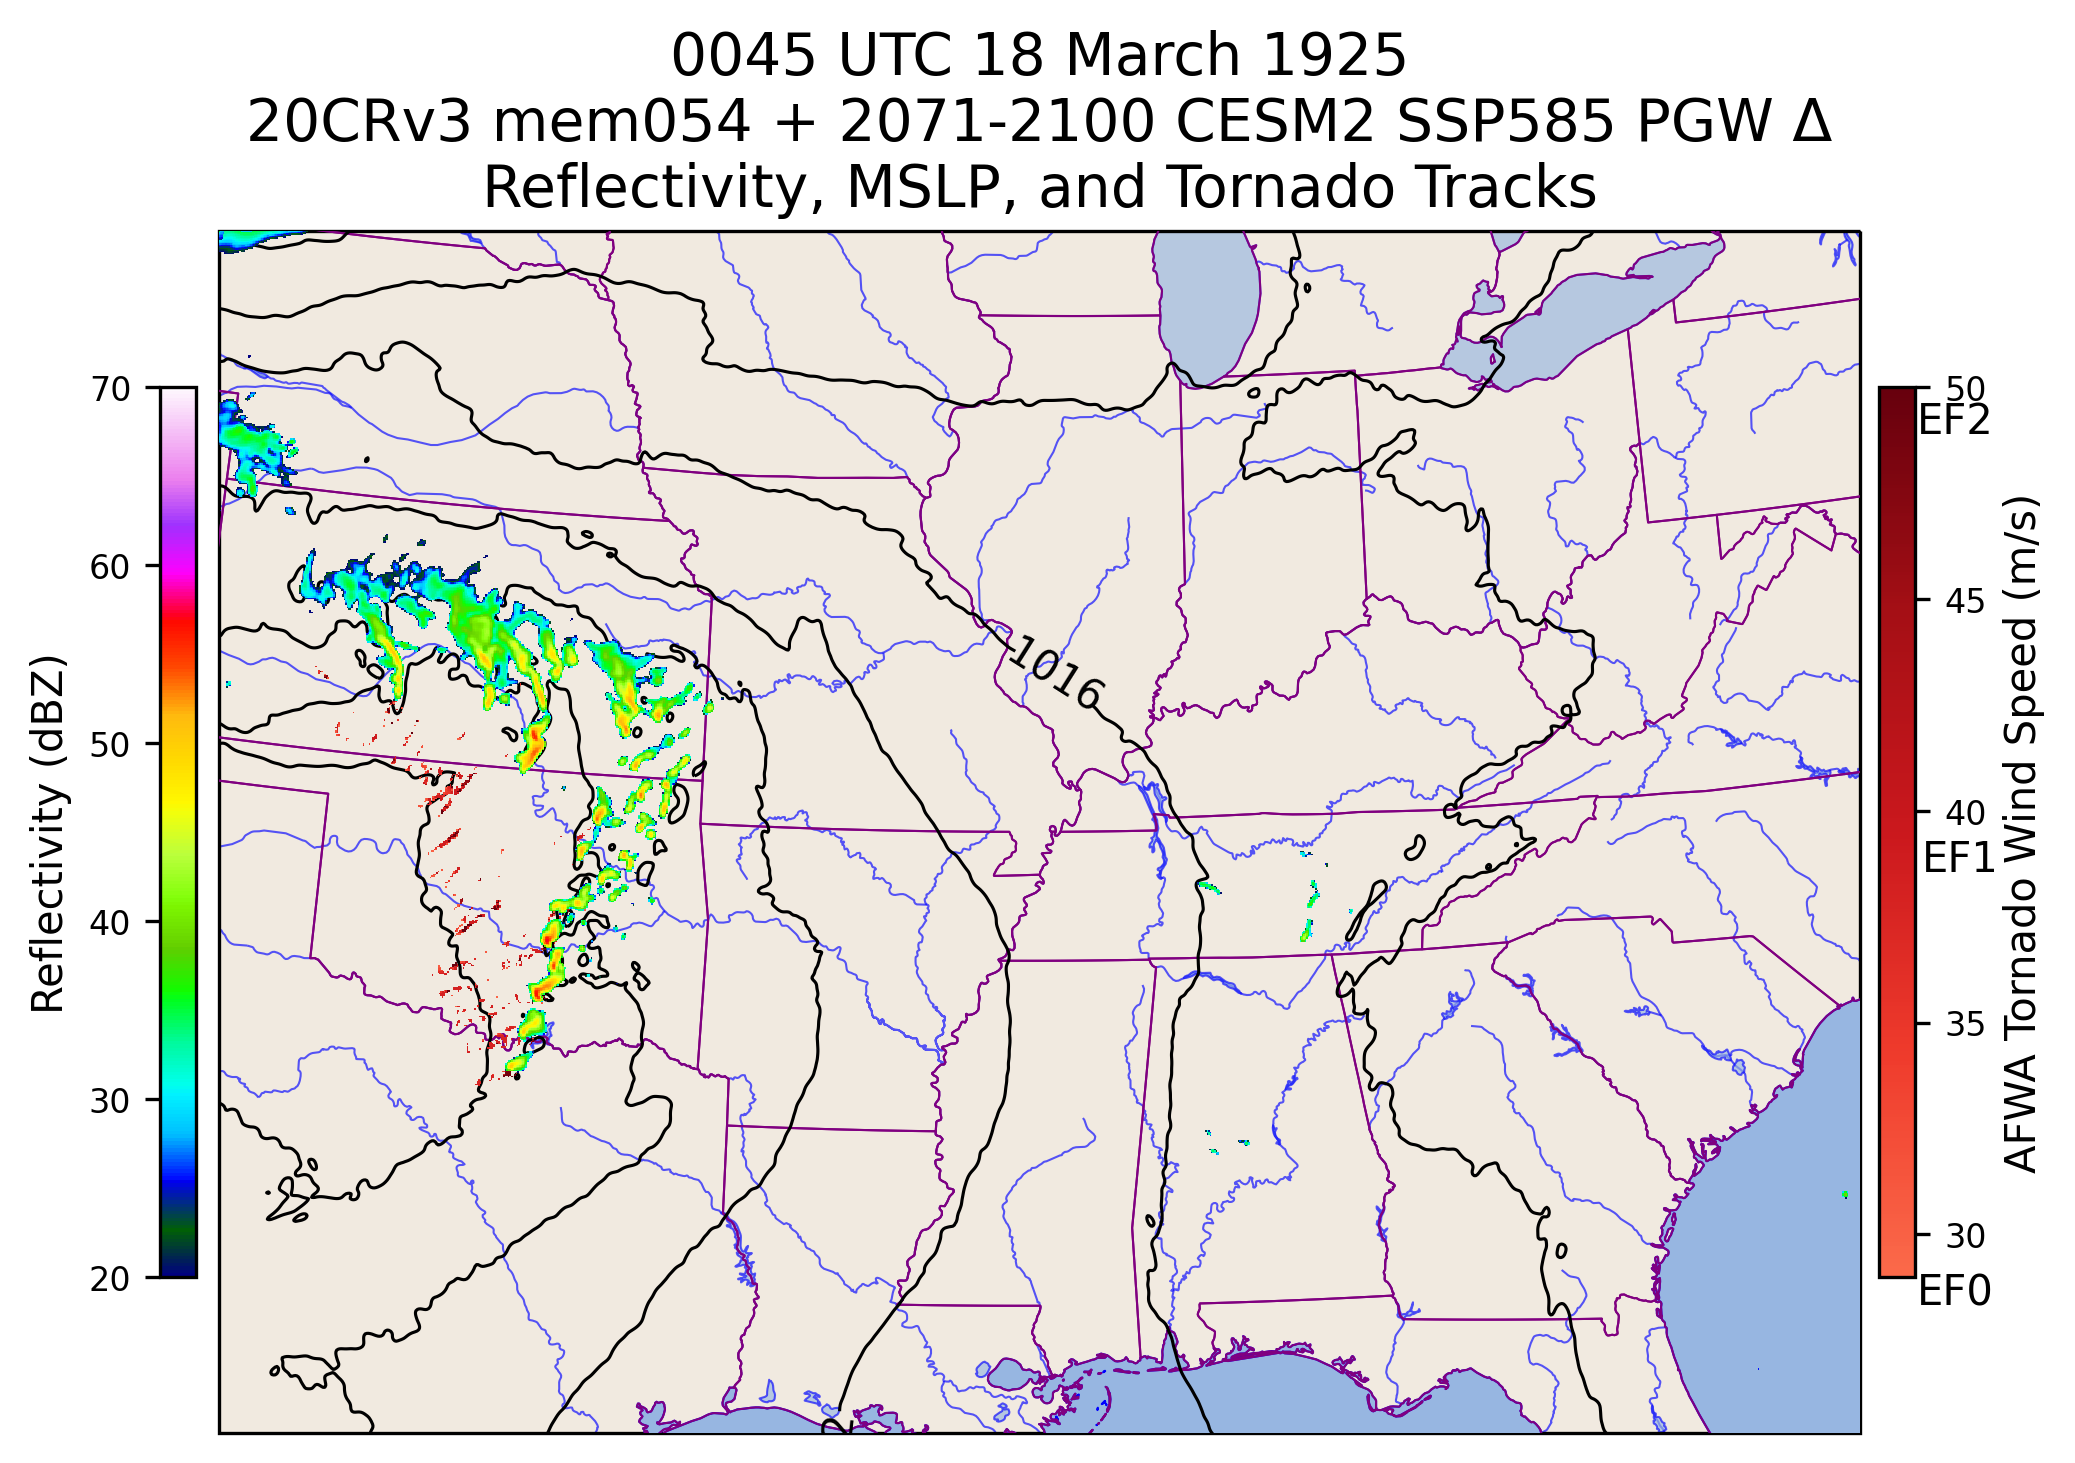 0045 UTC 18 March 1925
20CRv3 mem054 + 2071-2100 CESM2 SSP585 PGW Δ
Reflectivity, MSLP, and Tornado Tracks
70
60
50
40
30
20
Reflectivity (dBZ)
1016
50
EF2
45
40
EF1
35
30
EF0
AFWA Tornado Wind Speed (m/s)